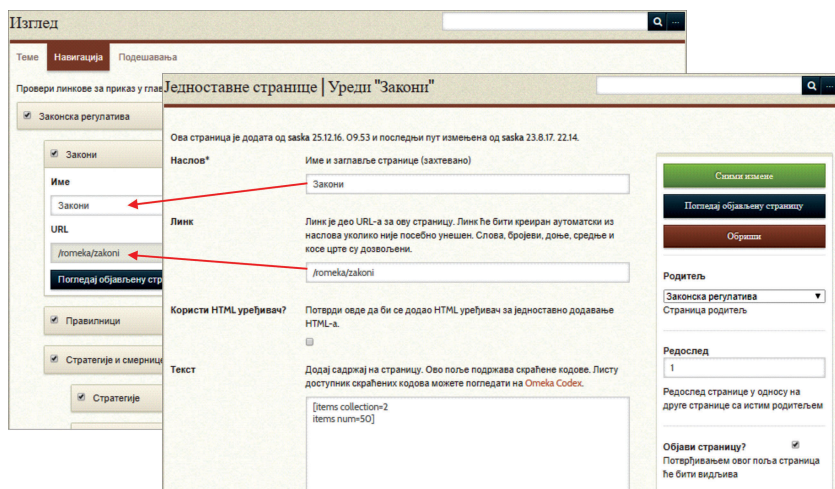 Изглед
...
Теме Навигација Подешавања
Провери линкове за приказ у глав
Законска регулатива
Закони
Име
Закони
URL
/romeka/zakoni
Погледај објављену стр
Правилници
Стратегије и смернице
Стратегије
Једноставне странице | Уреди "Закони"
...
Ова страница је додата од saska 25.12.16. 09.53 и последњи пут измењена од saska 23.8.17. 22.14.
Наслов*
Име и заглавље странице (захтевано)
Закони
Линк
Линк је део URL-а за ову страницу. Линк ће бити креиран аутоматски из
наслова уколико није посебно унешен. Слова, бројеви, доње, средње и
косе црте су дозвољени.
/romeka/zakoni
Користи HTML уређивач?
Потврди овде да би се додао HTML уређивач за једноставно додавање
HTML-а.
Текст
Додај садржај на страницу. Ово поље подржава скраћене кодове. Листу
доступник скраћених кодова можете погледати на Omeka Codex.
[items collection=2
items num=50]
Сними измене
Погледај објављену страницу
Обриши
Родитељ
Законска регулатива
Страница родитељ
Редослед
1
Редослед странице у односу на
друге странице са истим родитељем
Објави страницу?
Потврђивањем овог поља страница
ће бити видљива